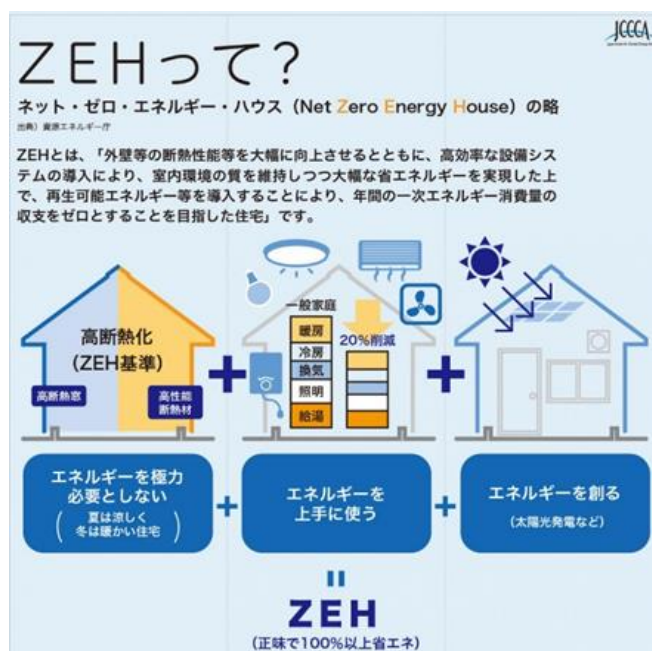 JCCCA
ZEHって？
ネット・ゼロ・エネルギー・ハウス（Net Zero Energy House）の略
出典）資源エネルギー庁
ZEHとは、「外壁等の断熱性能等を大幅に向上させるとともに、高効率な設備シス
テムの導入により、室内環境の質を維持しつつ大幅な省エネルギーを実現した上
で、再生可能エネルギー等を導入することにより、年間の一次エネルギー消費量の
収支をゼロとすることを目指した住宅」です。
高断熱化
（ZEH基準）
高断熱窓
高性能
断熱材
+
一般家庭
暖房
冷房
換気
照明
給湯
20%削減
+
エネルギーを極力
必要としない
（夏は涼しく
冬は暖かい住宅）
+
エネルギーを
上手に使う
+
エネルギーを創る
（太陽光発電など）
=
ZEH
（正味で100%以上省エネ）